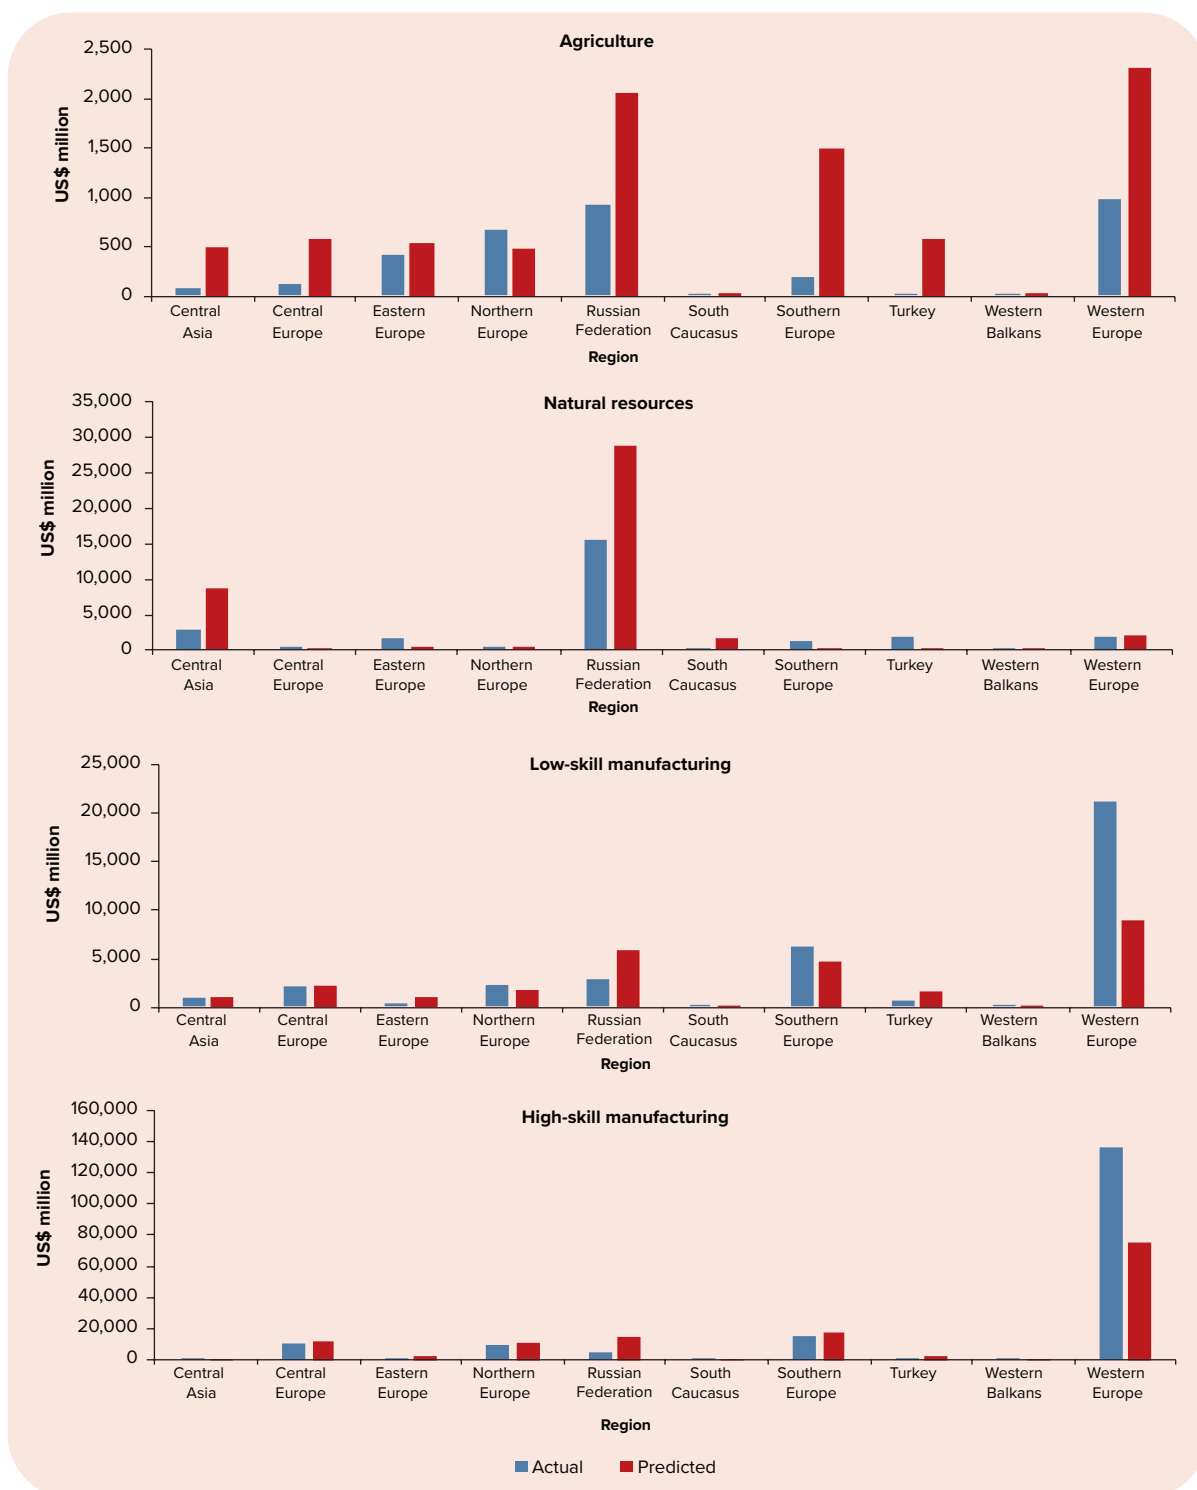 Agriculture
US$ million
2,500
2,000
1,500
1,000
500
0
Central Asia
Central Europe
Eastern Europe
Northern Europe
Russian Federation
South Caucasus
Southern Europe
Turkey
Western Balkans
Western Europe
Region
Natural resources
US$ million
35,000
30,000
25,000
20,000
15,000
10,000
5,000
0
Central Asia
Central Europe
Eastern Europe
Northern Europe
Russian Federation
South Caucasus
Southern Europe
Turkey
Western Balkans
Western Europe
Region
Low-skill manufacturing
US$ million
25,000
20,000
15,000
10,000
5,000
0
Central Asia
Central Europe
Eastern Europe
Northern Europe
Russian Federation
South Caucasus
Southern Europe
Turkey
Western Balkans
Western Europe
Region
High-skill manufacturing
US$ million
160,000
140,000
120,000
100,000
80,000
60,000
40,000
20,000
0
Central Asia
Central Europe
Eastern Europe
Northern Europe
Russian Federation
South Caucasus
Southern Europe
Turkey
Western Balkans
Western Europe
Region
Actual
Predicted